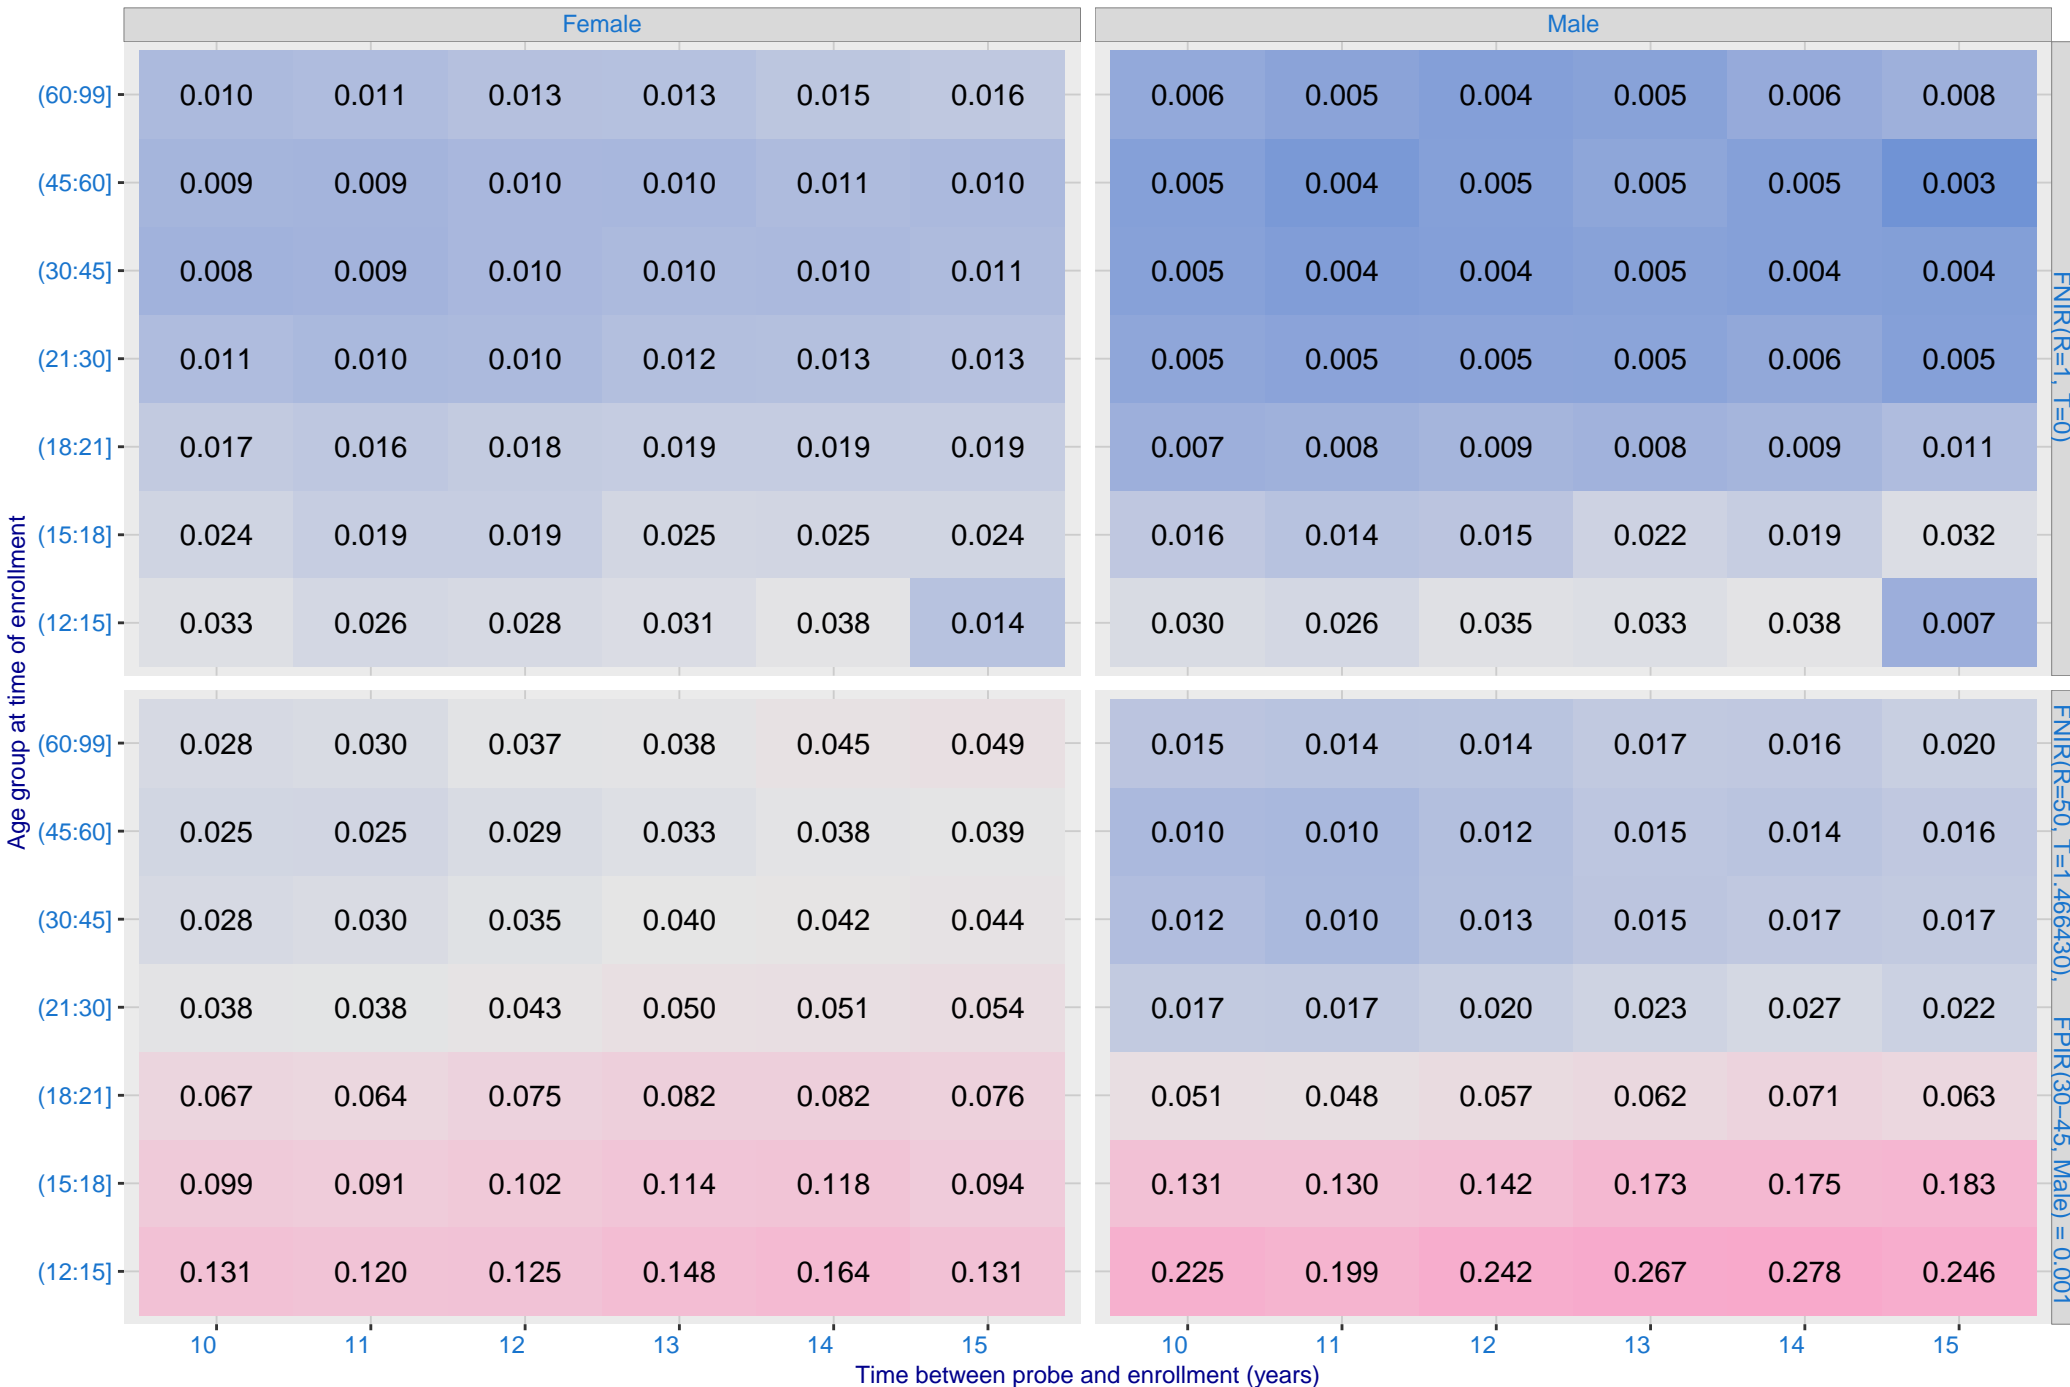 Female Male
(60:99] 0.010 0.011 0.013 0.013 0.015 0.016 0.006 0.005 0.004 0.005 0.006 0.008
(45:60] 0.009 0.009 0.010 0.010 0.011 0.010 0.005 0.004 0.005 0.005 0.005 0.003
(30:45] 0.008 0.009 0.010 0.010 0.010 0.011 0.005 0.004 0.004 0.005 0.004 0.004
(21:30] 0.011 0.010 0.010 0.012 0.013 0.013 0.005 0.005 0.005 0.005 0.006 0.005
(18:21] 0.017 0.016 0.018 0.019 0.019 0.019 0.007 0.008 0.009 0.008 0.009 0.011
(15:18] 0.024 0.019 0.019 0.025 0.025 0.024 0.016 0.014 0.015 0.022 0.019 0.032
(12:15] 0.033 0.026 0.028 0.031 0.038 0.014 0.030 0.026 0.035 0.033 0.038 0.007
FNIR(R=1, T=0)
(60:99] 0.028 0.030 0.037 0.038 0.045 0.049 0.015 0.014 0.014 0.017 0.016 0.020
(45:60] 0.025 0.025 0.029 0.033 0.038 0.039 0.010 0.010 0.012 0.015 0.014 0.016
(30:45] 0.028 0.030 0.035 0.040 0.042 0.044 0.012 0.010 0.013 0.015 0.017 0.017
(21:30] 0.038 0.038 0.043 0.050 0.051 0.054 0.017 0.017 0.020 0.023 0.027 0.022
(18:21] 0.067 0.064 0.075 0.082 0.082 0.076 0.051 0.048 0.057 0.062 0.071 0.063
(15:18] 0.099 0.091 0.102 0.114 0.118 0.094 0.131 0.130 0.142 0.173 0.175 0.183
(12:15] 0.131 0.120 0.125 0.148 0.164 0.131 0.225 0.199 0.242 0.267 0.278 0.246
FNIR(R=50, T=1.466430), FPIR(30−45, Male) = 0.001
10 11 12 13 14 15 10 11 12 13 14 15
Time between probe and enrollment (years)
Age group at time of enrollment